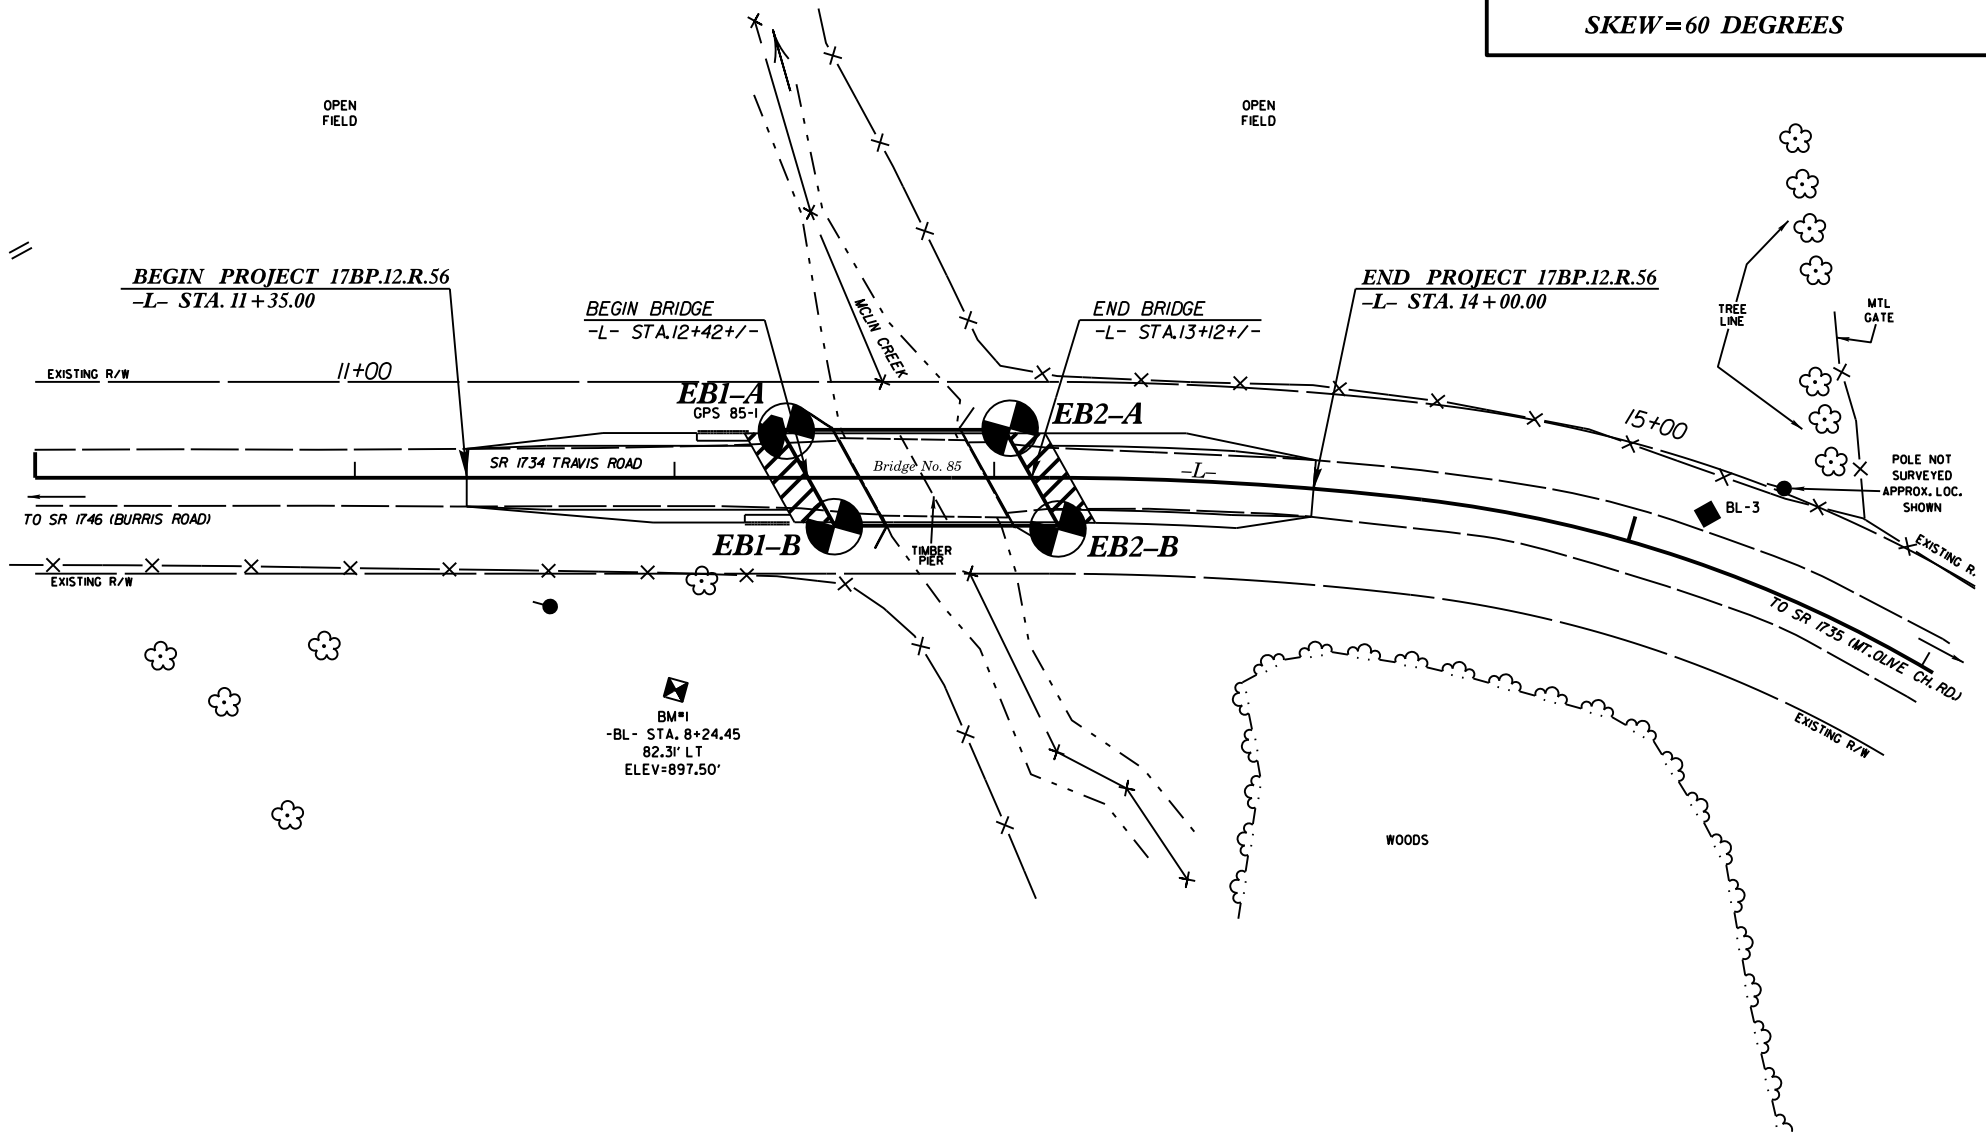 SKEW=60 DEGREES
OPEN
FIELD
OPEN
FIELD
BEGIN PROJECT 17BP.12.R.56
-L- STA. 11+35.00
BEGIN BRIDGE
-L- STA.12+42+/-
MCLIN CREEK
END BRIDGE
-L- STA.13+12+/-
END PROJECT 17BP.12.R.56
-L- STA. 14+00.00
TREE
LINE
MTL
GATE
EXISTING R/W
11+00
EB1-A
GPS 85-1
EB2-A
15+00
SR 1734 TRAVIS ROAD
Bridge No. 85
-L-
POLE NOT
SURVEYED
APPROX. LOC.
SHOWN
BL-3
TO SR 1746 (BURRIS ROAD)
EB1-B
TIMBER
PIER
EB2-B
EXISTING R.
EXISTING R/W
TO SR 1735 (MT.OLIVE CH. RD.)
BM#1
-BL- STA. 8+24.45
82.31' LT
ELEV=897.50'
EXISTING R/W
WOODS